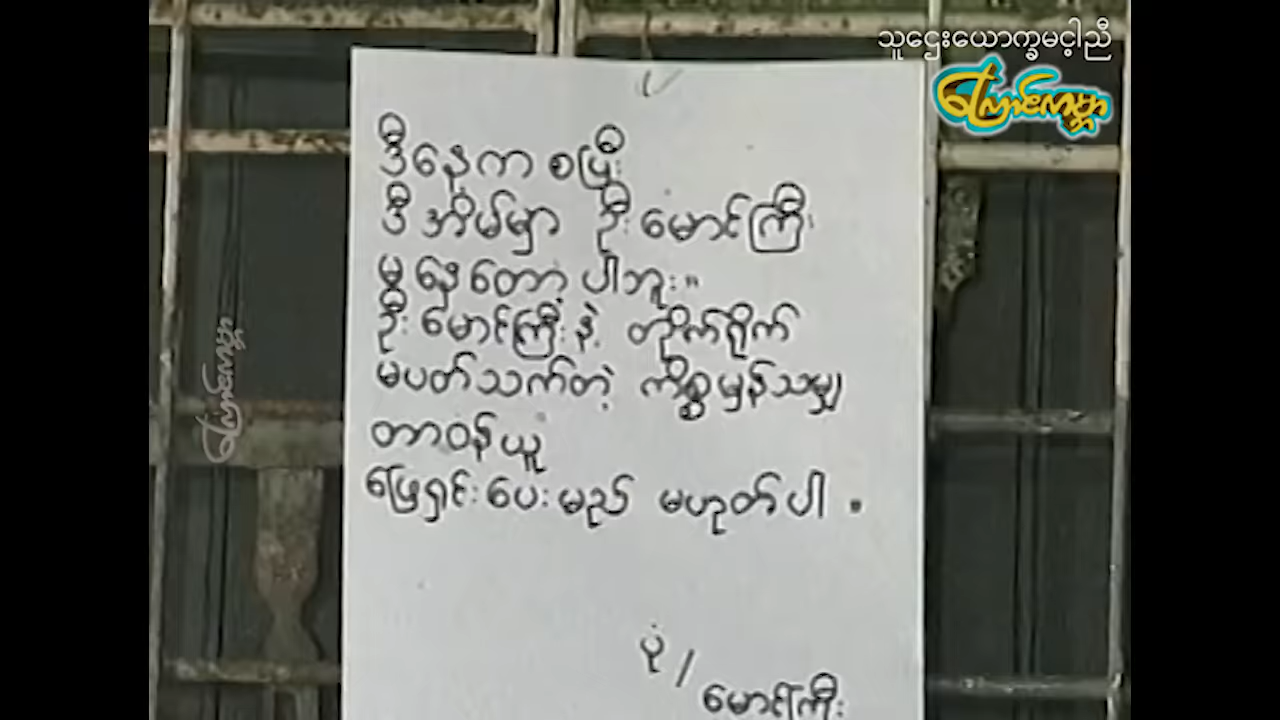 သူဌေးယောက္ခမငဲ့ါညီ
ဒီနေ့က စပြီး
ဒီအိမ်မှာ ဦးမောင်ကြီး
မနေတော့ပါဘူး။
ဦးမောင်ကြီးနဲ့ တိုက်ရိုက်
မပတ်သက်တဲ့ ကိစ္စမှန်သမျှ
တာဝန်ယူ
ဖြေရှင်းပေးမည် မဟုတ်ပါ ။
ပုံ/
မောင်ကြီး